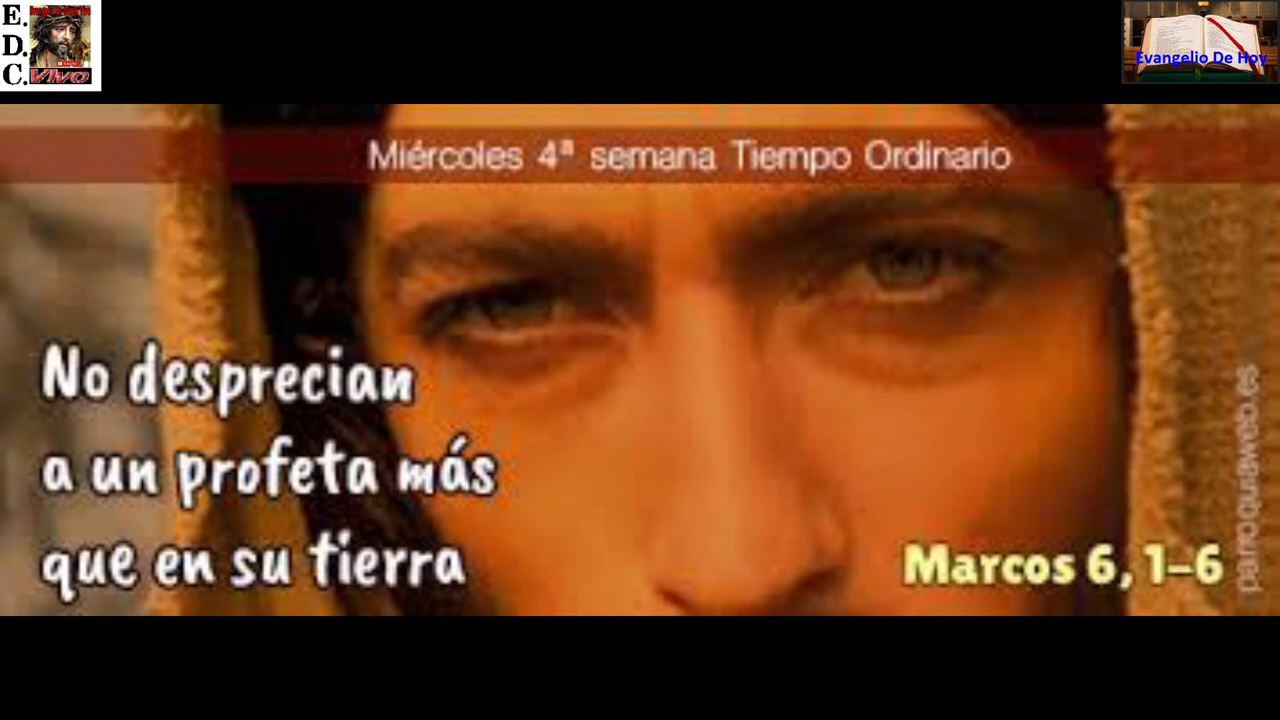 E.
D.
C. Vivo
Evangelio De Hoy
Miércoles 4ª semana Tiempo Ordinario
No desprecian
a un profeta más
que en su tierra
Marcos 6, 1-6
parroquiaweb.es